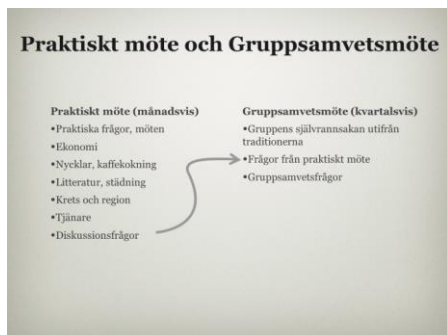 Praktiskt möte och Gruppsamvetsmöte
Praktiskt möte (månadsvis)
•Praktiska frågor, möten
•Ekonomi
•Nycklar, kaffekokning
•Litteratur, städning
•Krets och region
•Tjänare
•Diskussionsfrågor
Gruppsamvetsmöte (kvartalsvis)
•Gruppens självrannsakan utifrån
traditionerna
•Frågor från praktiskt möte
•Gruppsamvetsfrågor